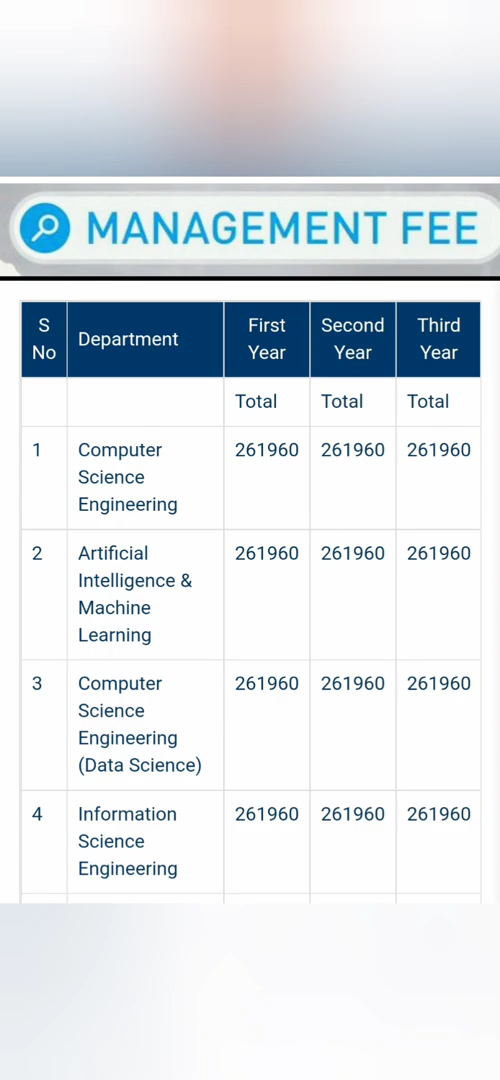 MANAGEMENT FEE
S No Department First Year Second Year Third Year
Total Total Total
1 Computer Science Engineering 261960 261960 261960
2 Artificial Intelligence & Machine Learning 261960 261960 261960
3 Computer Science Engineering (Data Science) 261960 261960 261960
4 Information Science Engineering 261960 261960 261960